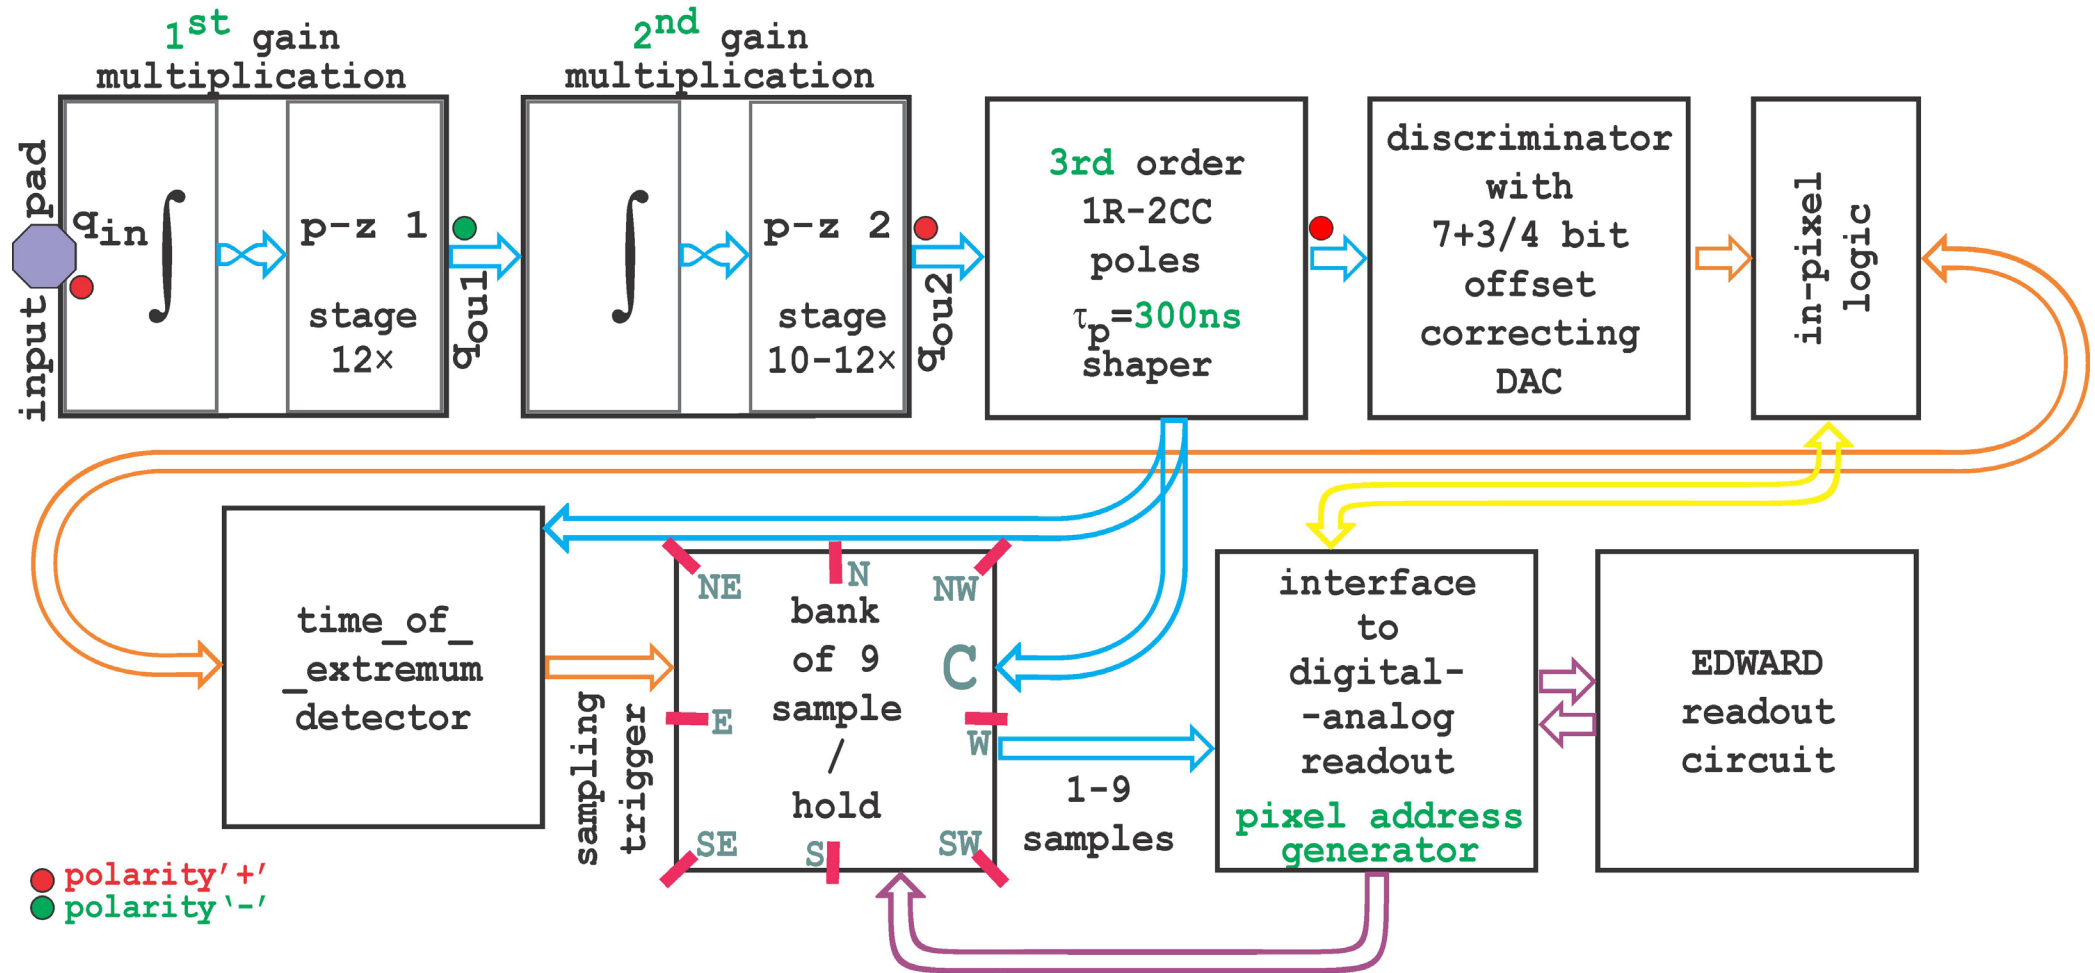 1st gain
multiplication
2nd gain
multiplication
input pad
qin
∫
p-z 1
stage
12×
qou1
∫
p-z 2
stage
10-12×
qou2
3rd order
1R-2CC
poles
τp=300ns
shaper
discriminator
with
7+3/4 bit
offset
correcting
DAC
in-pixel
logic
time_of_
_extremum
_detector
sampling
trigger
NE
N
NW
bank
of 9
sample
/
hold
C
E
W
SE
S
SW
1-9
samples
interface
to
digital-
-analog
readout
pixel address
generator
EDWARD
readout
circuit
polarity'+'
polarity‘-’